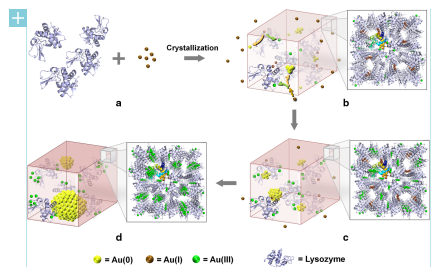 Crystallization
a
b
d
c
= Au(0) = Au(I) = Au(III) = Lysozyme